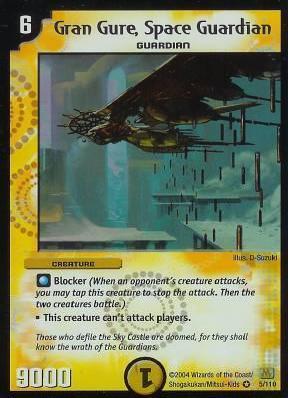 6 Gran Gure, Space Guardian
GUARDIAN
Illus. D-Suzuki
CREATURE
Blocker (When an opponent's creature attacks,
you may tap this creature to stop the attack. Then the
two creatures battle.)
▪ This creature can't attack players.
Those who defile the Sky Castle are doomed, for they shall
know the wrath of the Guardians.
9000
1
©2004 Wizards of the Coast/
Shogakukan/Mitsui-Kids
5/110